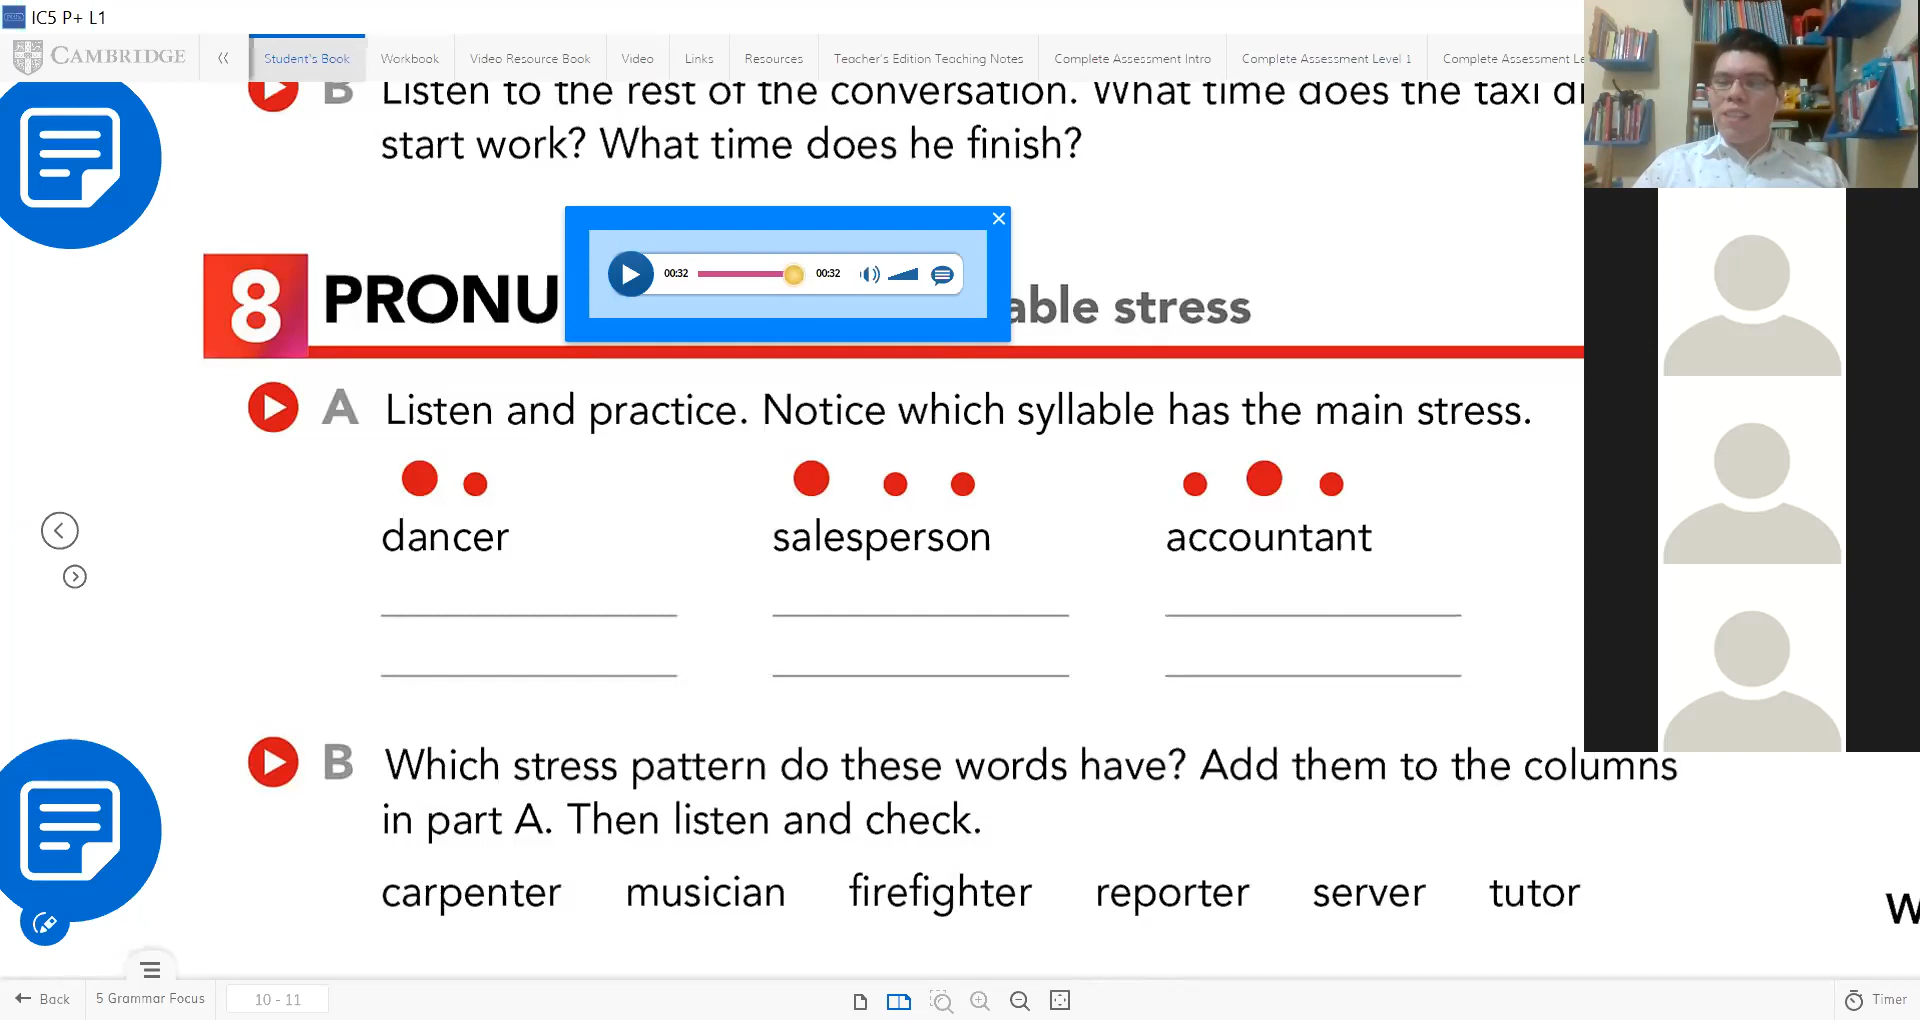 IC5 P+ L1
CAMBRIDGE
Student's Book
Workbook
Video Resource Book
Video
Links
Resources
Teacher's Edition Teaching Notes
Complete Assessment Intro
Complete Assessment Level 1
Complete Assessment Le
B Listen to the rest of the conversation. What time does the taxi di
start work? What time does he finish?
00:32 00:32
8 PRONU able stress
A Listen and practice. Notice which syllable has the main stress.
dancer salesperson accountant
B Which stress pattern do these words have? Add them to the columns
in part A. Then listen and check.
carpenter musician firefighter reporter server tutor
W
Back
5 Grammar Focus
10 - 11
Timer